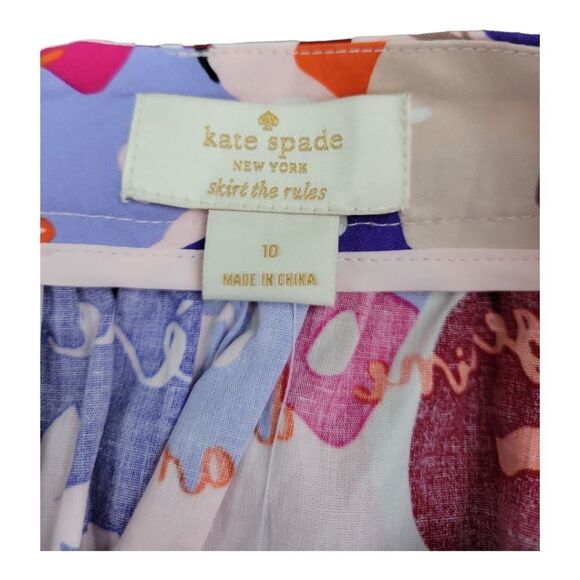 kate spade
NEW YORK
skirt the rules
10
MADE IN CHINA